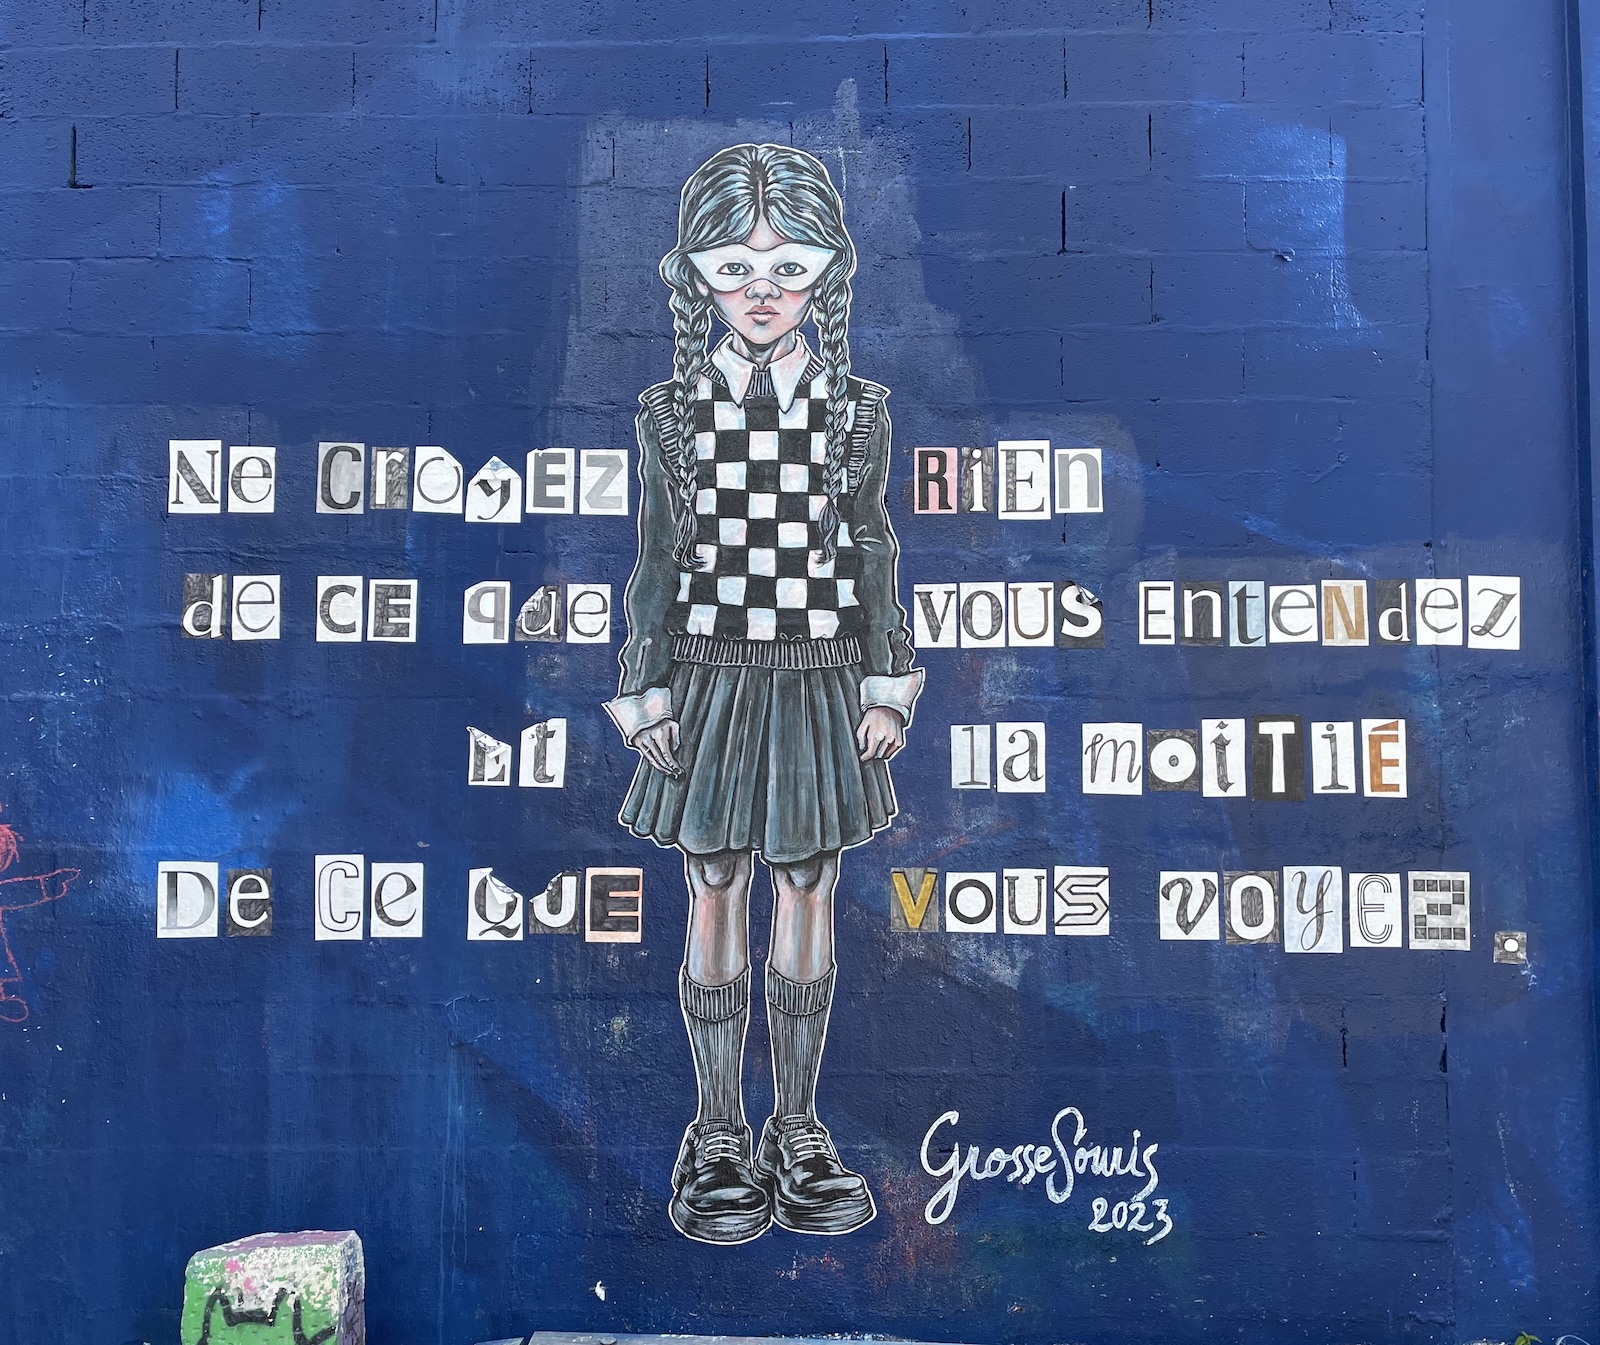 Ne CroyEZ RiEn
de CE que VOUS EnteNdez
Et la moiTiÉ
De Ce QUE VOUS VOYEZ.
GrosseSouris
2023